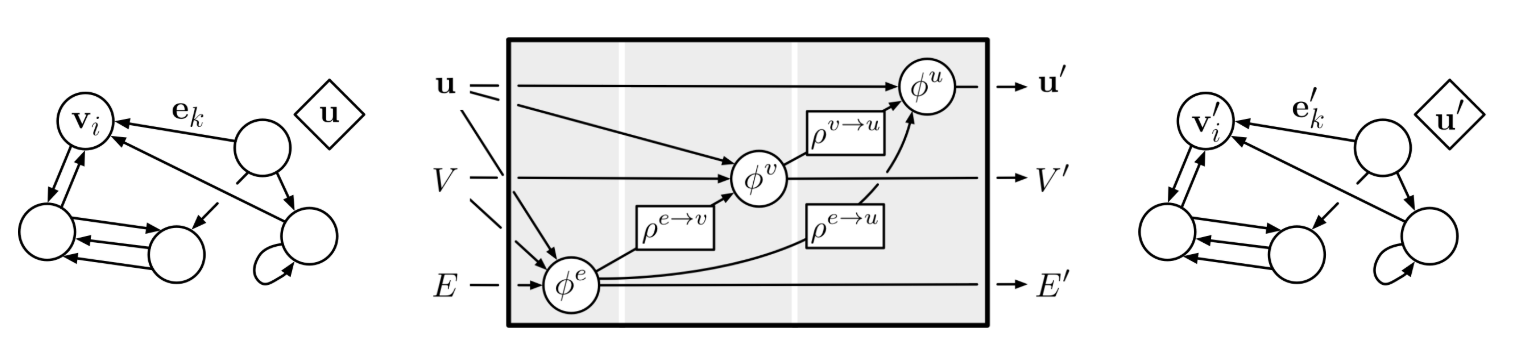 v_i
e_k
u
u
V
E
ϕ^e
ρ^{e→v}
ϕ^v
ρ^{v→u}
ρ^{e→u}
ϕ^u
u′
V′
E′
v′_i
e′_k
u′